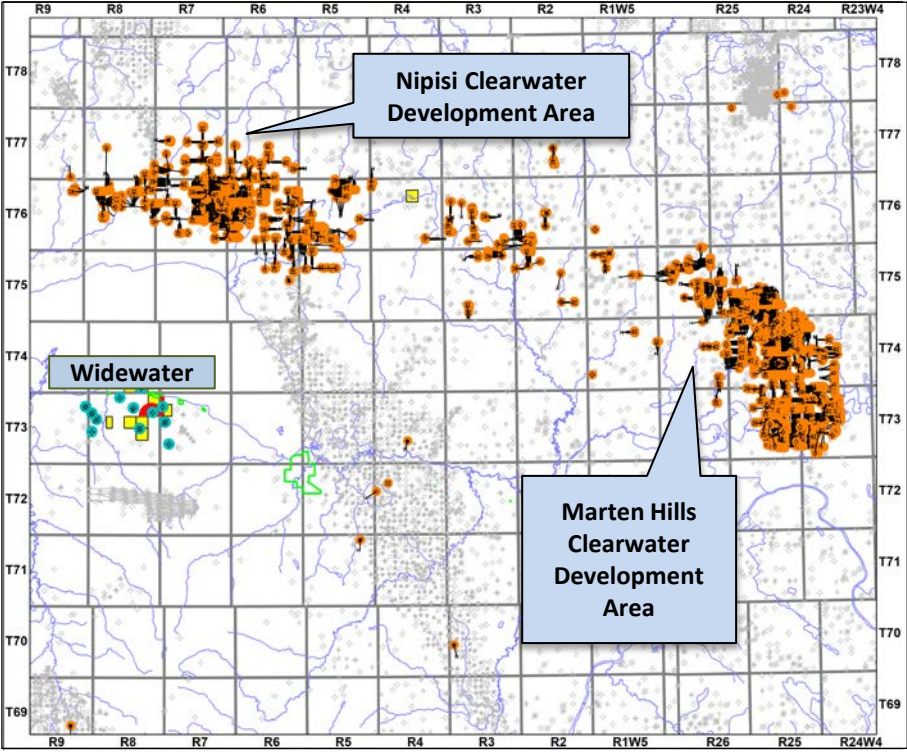 R9 R8 R7 R6 R5 R4 R3 R2 R1W5 R25 R24 R23W4
T78 T78
Nipisi Clearwater
Development Area
T77 T77
T76 T76
T75 T75
T74 T74
Widewater
T73 T73
T72 T72
Marten Hills
Clearwater
Development
Area
T71 T71
T70 T70
T69 T69
R9 R8 R7 R6 R5 R4 R3 R2 R1W5 R26 R25 R24W4